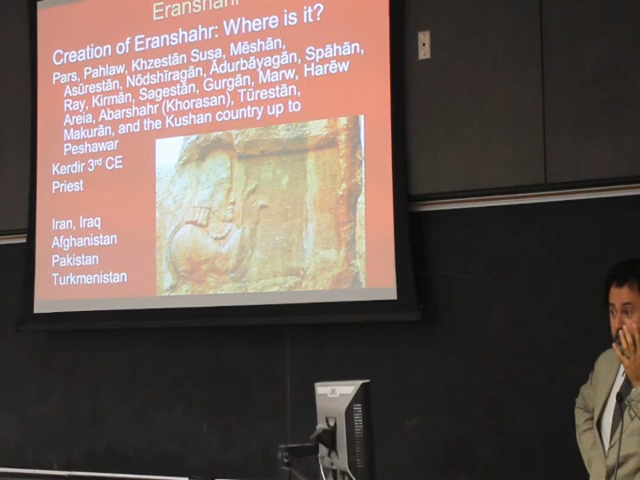 Eranshahr
Creation of Eranshahr: Where is it?
Pars, Pahlaw, Khzestān Susa, Mēshān,
Asūrestān, Nōdshīragān, Ādurbāyagān, Spāhān,
Ray, Kirmān, Sagestān, Gurgān, Marw, Harēw
Areia, Abarshahr (Khorasan), Tūrestān,
Makurān, and the Kushan country up to
Peshawar
Kerdir 3rd CE
Priest
Iran, Iraq
Afghanistan
Pakistan
Turkmenistan